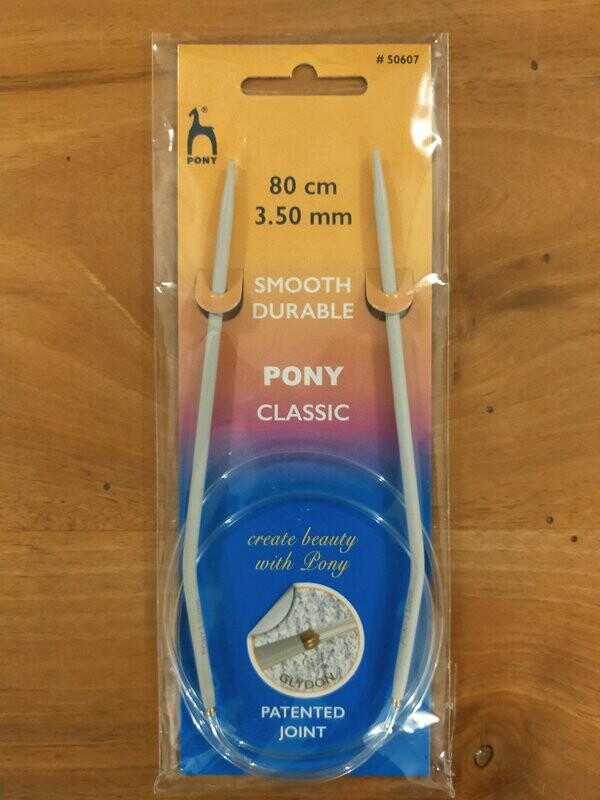 # 50607
PONY
80 cm
3.50 mm
SMOOTH
DURABLE
PONY
CLASSIC
create beauty
with Pony
GLYDON
PATENTED
JOINT